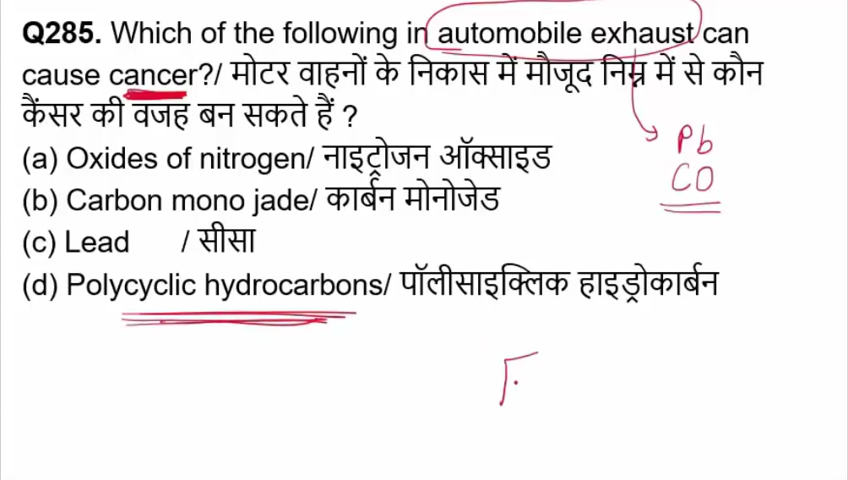 Q285. Which of the following in automobile exhaust can
cause cancer?/ मोटर वाहनों के निकास में मौजूद निम्न में से कौन
कैंसर की वजह बन सकते हैं ?
Pb
(a) Oxides of nitrogen/ नाइट्रोजन ऑक्साइड
CO
(b) Carbon mono jade/ कार्बन मोनोजेड
(c) Lead / सीसा
(d) Polycyclic hydrocarbons/ पॉलीसाइक्लिक हाइड्रोकार्बन